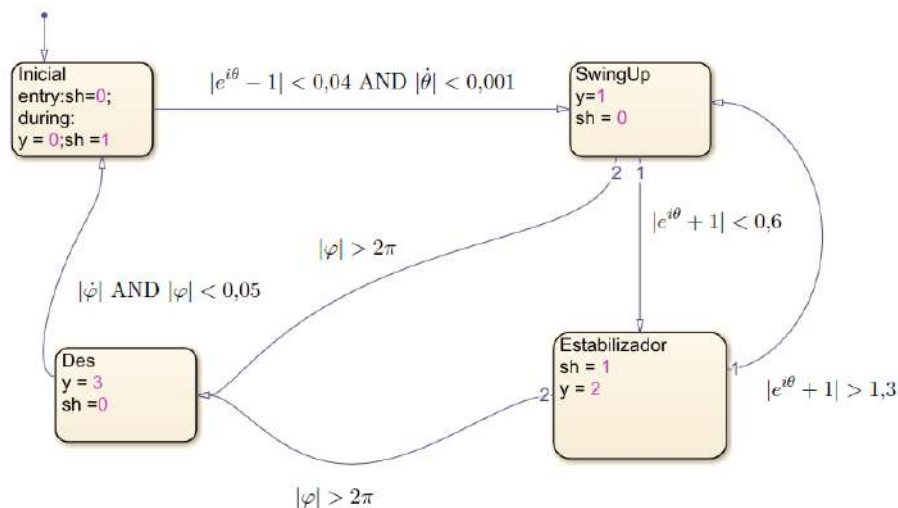 Inicial
entry:sh=0;
during:
y = 0;sh =1
|e^{iθ} − 1| < 0,04 AND |θ̇| < 0,001
SwingUp
y=1
sh = 0
2
1
|φ| > 2π
|e^{iθ} + 1| < 0,6
|φ̇| AND |φ| < 0,05
Des
y = 3
sh =0
Estabilizador
sh = 1
y = 2
2
1
|e^{iθ} + 1| > 1,3
|φ| > 2π